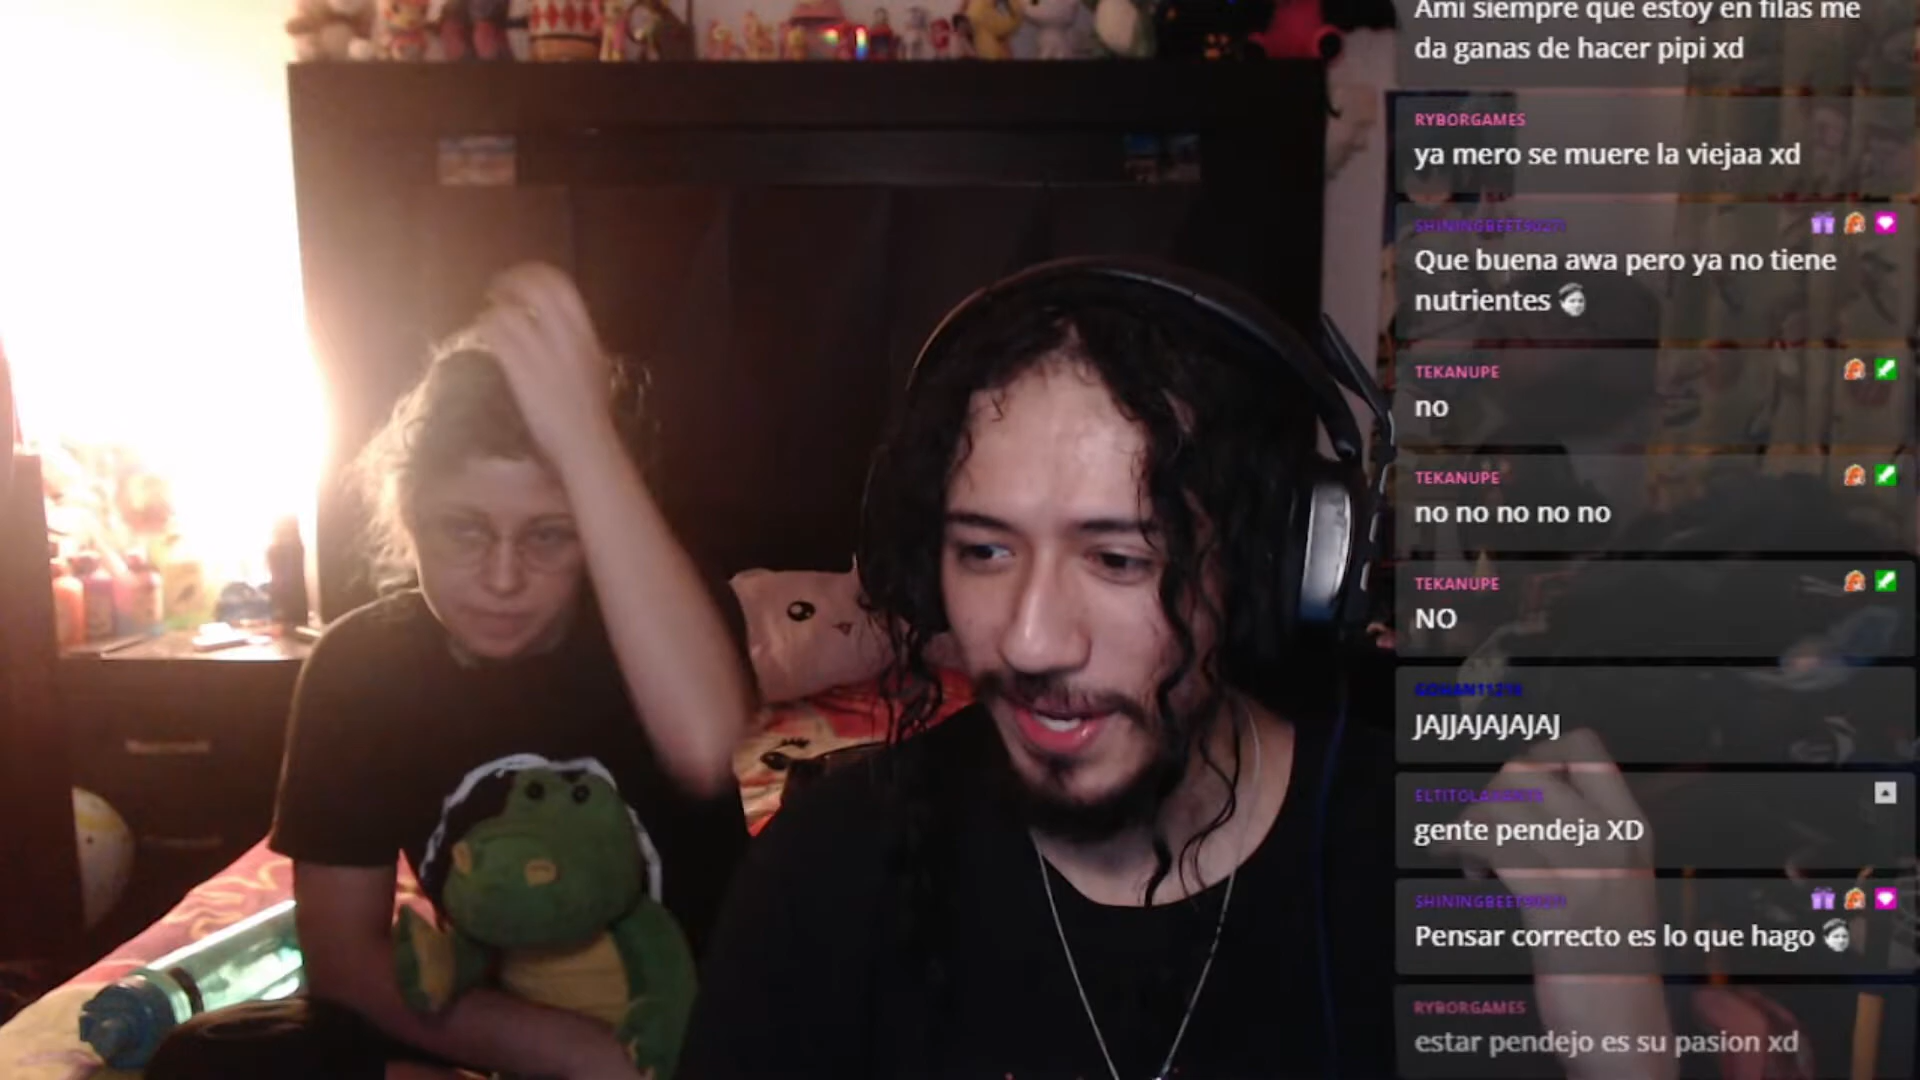 Ami siempre que estoy en filas me
da ganas de hacer pipi xd
RYBORGAMES
ya mero se muere la viejaa xd
Que buena awa pero ya no tiene
nutrientes
TEKANUPE
no
TEKANUPE
no no no no no
TEKANUPE
NO
JAJJAJAJAJAJ
gente pendeja XD
Pensar correcto es lo que hago
RYBORGAMES
estar pendejo es su pasion xd